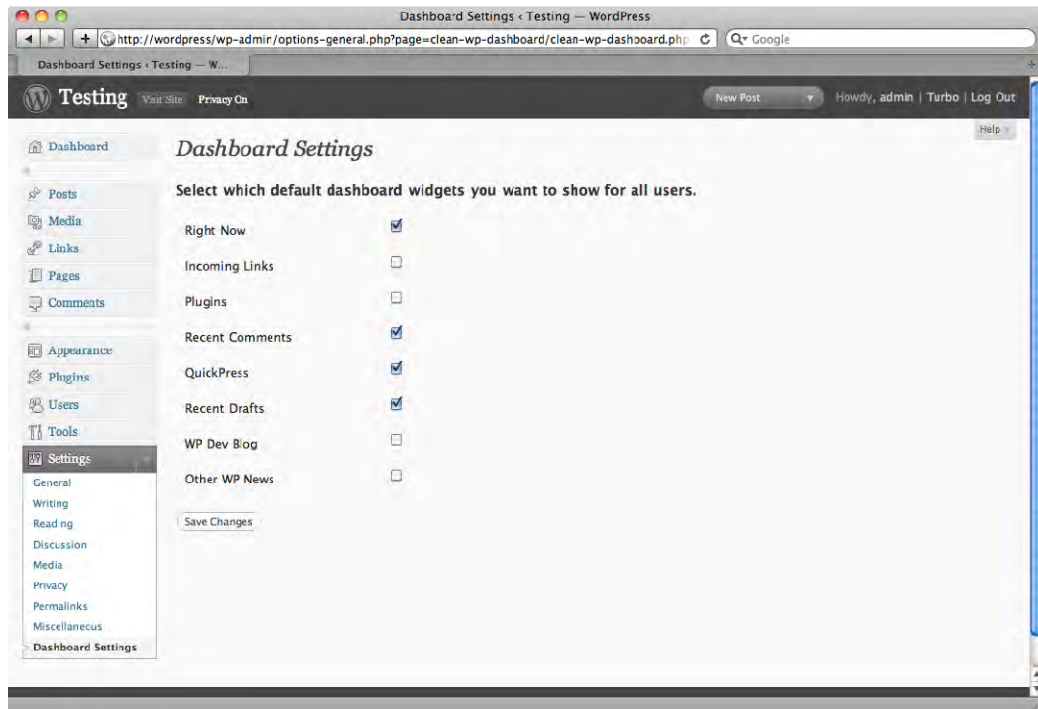 Dashboard Settings ‹ Testing — WordPress
http://wordpress/wp-admin/options-general.php?page=clean-wp-dashboard/clean-wp-dashboard.php
Google
Dashboard Settings ‹ Testing — W...
Testing Visit Site Privacy On New Post Howdy, admin | Turbo | Log Out
Help
Dashboard
Posts
Media
Links
Pages
Comments
Appearance
Plugins
Users
Tools
Settings
General
Writing
Reading
Discussion
Media
Privacy
Permalinks
Miscellaneous
Dashboard Settings
Dashboard Settings
Select which default dashboard widgets you want to show for all users.
Right Now
Incoming Links
Plugins
Recent Comments
QuickPress
Recent Drafts
WP Dev Blog
Other WP News
Save Changes